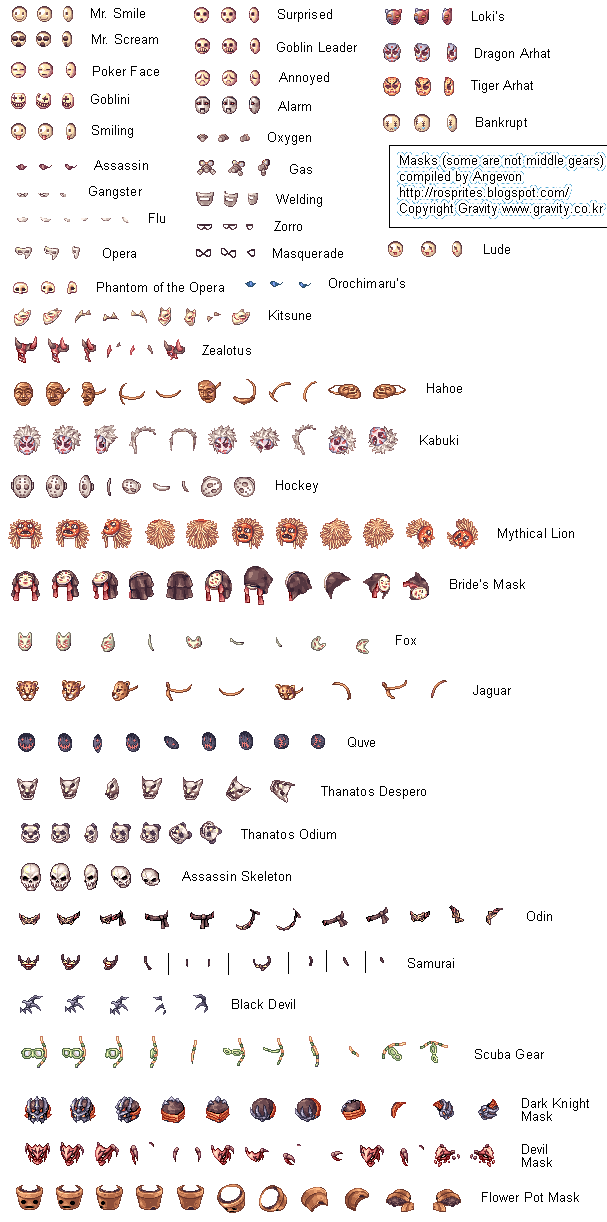 Mr. Smile
Mr. Scream
Poker Face
Goblini
Smiling
Assassin
Gangster
Flu
Opera
Phantom of the Opera
Surprised
Goblin Leader
Annoyed
Alarm
Oxygen
Gas
Welding
Zorro
Masquerade
Orochimaru's
Loki's
Dragon Arhat
Tiger Arhat
Bankrupt
Masks (some are not middle gears)
compiled by Angevon
http://rosprites.blogspot.com/
Copyright Gravity www.gravity.co.kr
Lude
Kitsune
Zealotus
Hahoe
Kabuki
Hockey
Mythical Lion
Bride's Mask
Fox
Jaguar
Quve
Thanatos Despero
Thanatos Odium
Assassin Skeleton
Odin
Samurai
Black Devil
Scuba Gear
Dark Knight
Mask
Devil
Mask
Flower Pot Mask